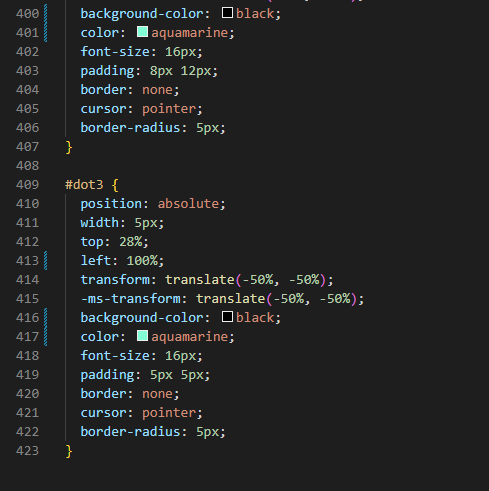 400 background-color: black;
401 color: aquamarine;
402 font-size: 16px;
403 padding: 8px 12px;
404 border: none;
405 cursor: pointer;
406 border-radius: 5px;
407 }
408
409 #dot3 {
410 position: absolute;
411 width: 5px;
412 top: 28%;
413 left: 100%;
414 transform: translate(-50%, -50%);
415 -ms-transform: translate(-50%, -50%);
416 background-color: black;
417 color: aquamarine;
418 font-size: 16px;
419 padding: 5px 5px;
420 border: none;
421 cursor: pointer;
422 border-radius: 5px;
423 }